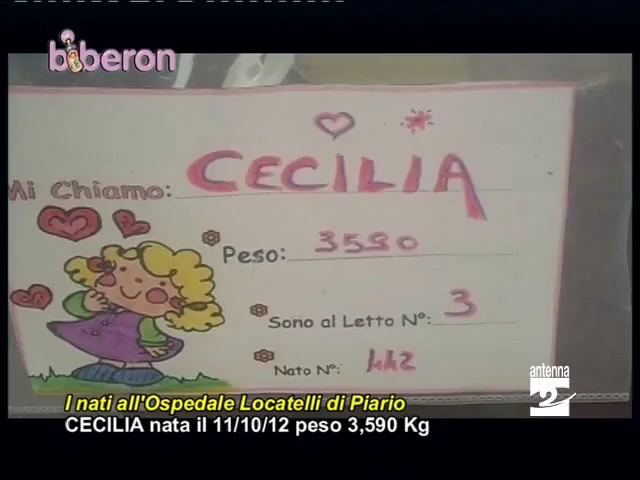 biberon
Mi Chiamo: CECILIA
Peso: 3590
Sono al Letto N°: 3
Nato N°: 442
antenna
2
I nati all'Ospedale Locatelli di Piario
CECILIA nata il 11/10/12 peso 3,590 Kg